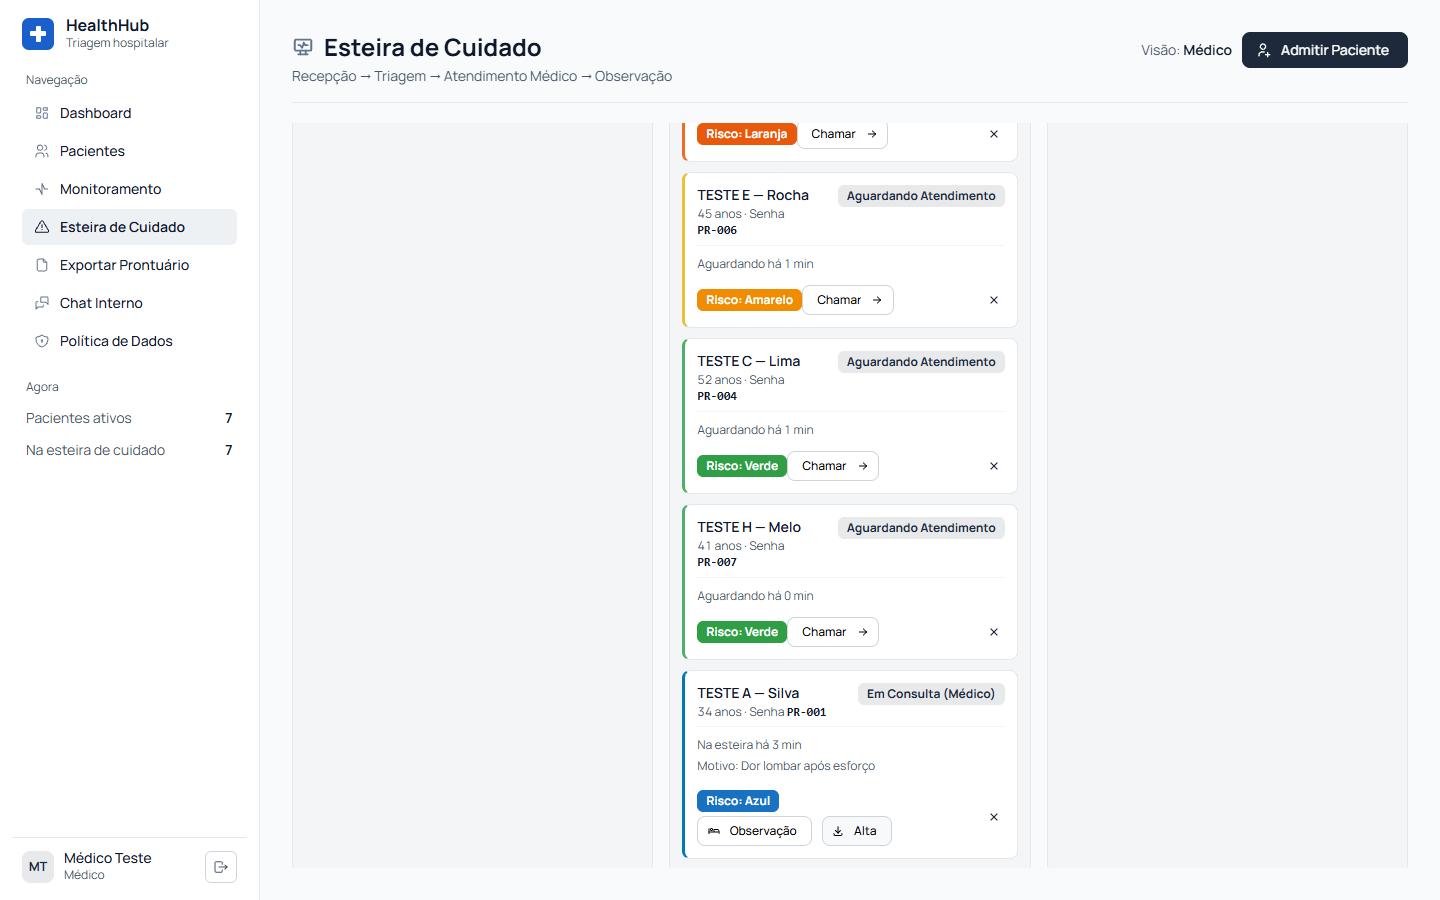 HealthHub
Triagem hospitalar
Navegação
Dashboard
Pacientes
Monitoramento
Esteira de Cuidado
Exportar Prontuário
Chat Interno
Política de Dados
Agora
Pacientes ativos 7
Na esteira de cuidado 7
MT
Médico Teste
Médico
Esteira de Cuidado
Recepção → Triagem → Atendimento Médico → Observação
Visão: Médico
Admitir Paciente
Risco: Laranja Chamar →
TESTE E — Rocha Aguardando Atendimento
45 anos · Senha
PR-006
Aguardando há 1 min
Risco: Amarelo Chamar →
TESTE C — Lima Aguardando Atendimento
52 anos · Senha
PR-004
Aguardando há 1 min
Risco: Verde Chamar →
TESTE H — Melo Aguardando Atendimento
41 anos · Senha
PR-007
Aguardando há 0 min
Risco: Verde Chamar →
TESTE A — Silva Em Consulta (Médico)
34 anos · Senha PR-001
Na esteira há 3 min
Motivo: Dor lombar após esforço
Risco: Azul
Observação Alta